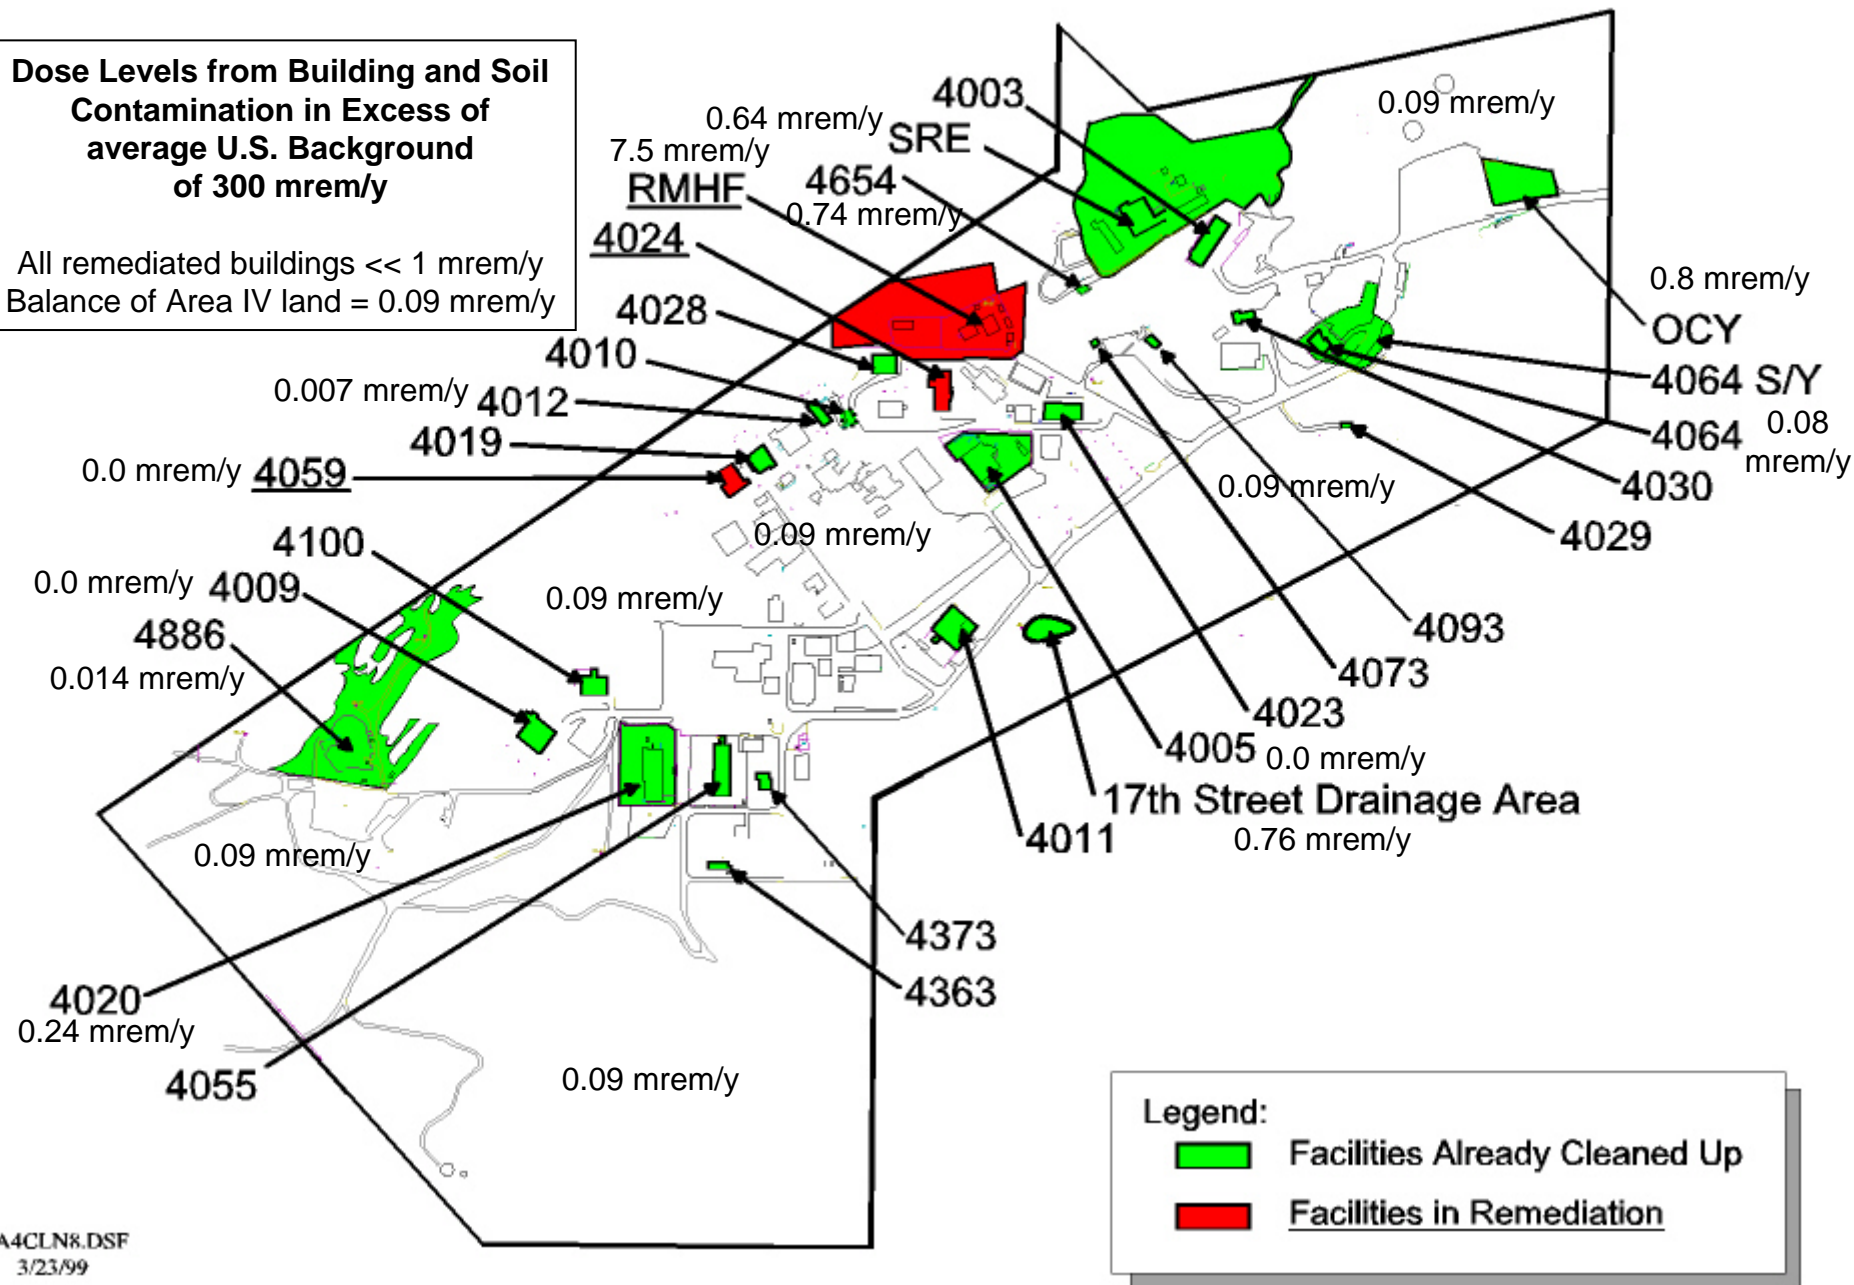 Dose Levels from Building and Soil
Contamination in Excess of
average U.S. Background
of 300 mrem/y
All remediated buildings << 1 mrem/y
Balance of Area IV land = 0.09 mrem/y
4003
0.64 mrem/y
SRE
7.5 mrem/y
RMHF
4654
0.74 mrem/y
4024
4028
4010
0.007 mrem/y
4012
4019
0.0 mrem/y
4059
4100
0.0 mrem/y
4009
4886
0.014 mrem/y
0.09 mrem/y
0.8 mrem/y
OCY
4064 S/Y
4064
0.08
mrem/y
4030
4029
0.09 mrem/y
0.09 mrem/y
0.09 mrem/y
4093
4073
4023
4005
0.0 mrem/y
17th Street Drainage Area
0.76 mrem/y
4011
0.09 mrem/y
4373
4363
4020
0.24 mrem/y
4055
0.09 mrem/y
Legend:
Facilities Already Cleaned Up
Facilities in Remediation
A4CLN8.DSF
3/23/99